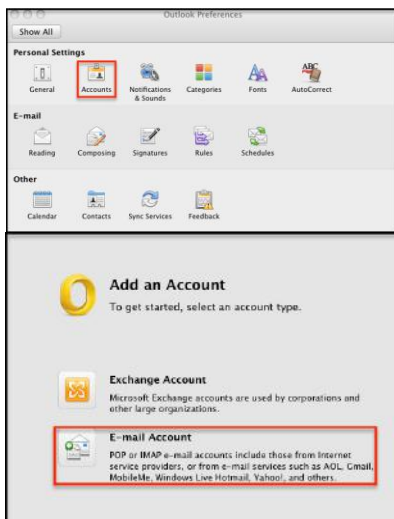 Outlook Preferences
Show All
Personal Settings
General
Accounts
Notifications
& Sounds
Categories
Fonts
ABC
AutoCorrect
E-mail
Reading
Composing
Signatures
Rules
Schedules
Other
Calendar
Contacts
Sync Services
Feedback
Add an Account
To get started, select an account type.
Exchange Account
Microsoft Exchange accounts are used by corporations and
other large organizations.
E-mail Account
POP or IMAP e-mail accounts include those from Internet
service providers, or from e-mail services such as AOL, Gmail,
MobileMe, Windows Live Hotmail, Yahoo!, and others.